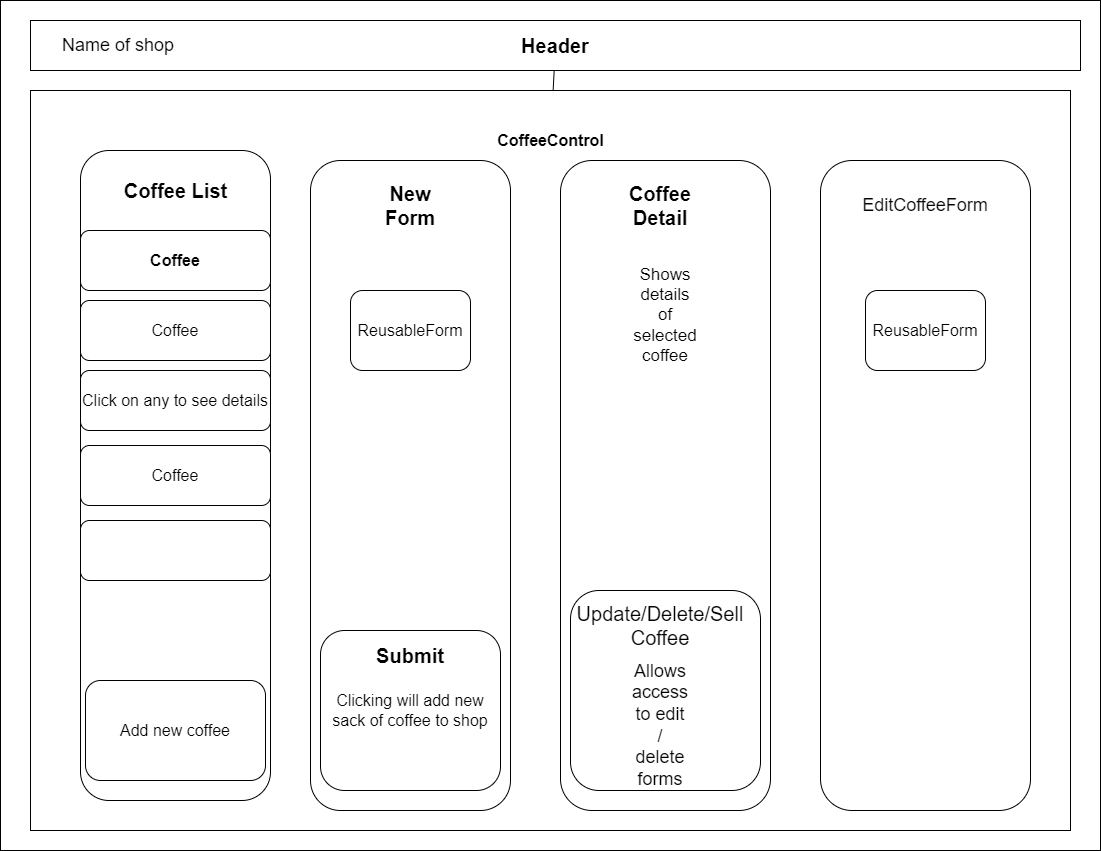 Name of shop
Header
CoffeeControl
Coffee List
Coffee
Coffee
Click on any to see details
Coffee
Add new coffee
New
Form
ReusableForm
Submit
Clicking will add new
sack of coffee to shop
Coffee
Detail
Shows
details
of
selected
coffee
Update/Delete/Sell
Coffee
Allows
access
to edit
/
delete
forms
EditCoffeeForm
ReusableForm